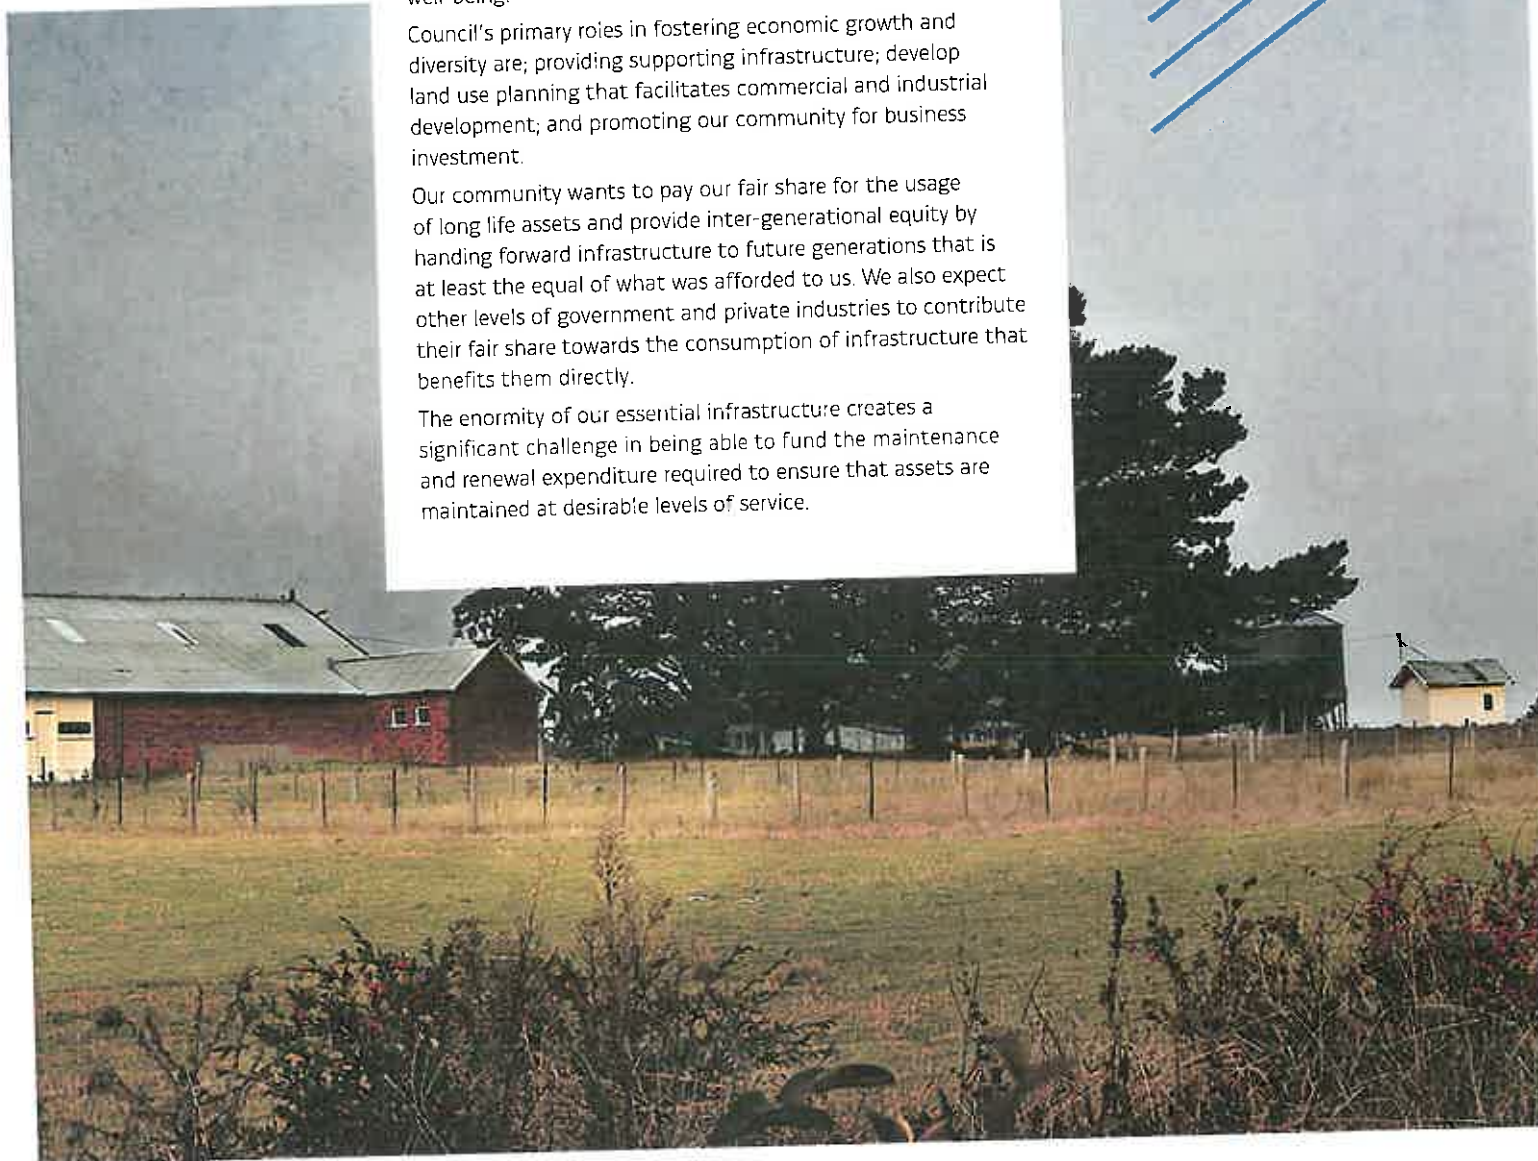 well-being.
Council's primary roles in fostering economic growth and
diversity are; providing supporting infrastructure; develop
land use planning that facilitates commercial and industrial
development; and promoting our community for business
investment.
Our community wants to pay our fair share for the usage
of long life assets and provide inter-generational equity by
handing forward infrastructure to future generations that is
at least the equal of what was afforded to us. We also expect
other levels of government and private industries to contribute
their fair share towards the consumption of infrastructure that
benefits them directly.
The enormity of our essential infrastructure creates a
significant challenge in being able to fund the maintenance
and renewal expenditure required to ensure that assets are
maintained at desirable levels of service.